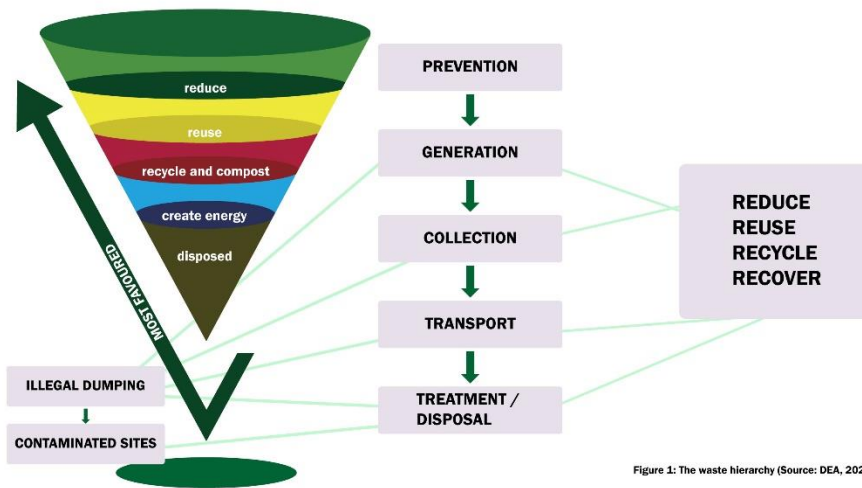 reduce
reuse
recycle and compost
create energy
disposed
MOST FAVOURED
ILLEGAL DUMPING
CONTAMINATED SITES
PREVENTION
GENERATION
COLLECTION
TRANSPORT
TREATMENT /
DISPOSAL
REDUCE
REUSE
RECYCLE
RECOVER
Figure 1: The waste hierarchy (Source: DEA,